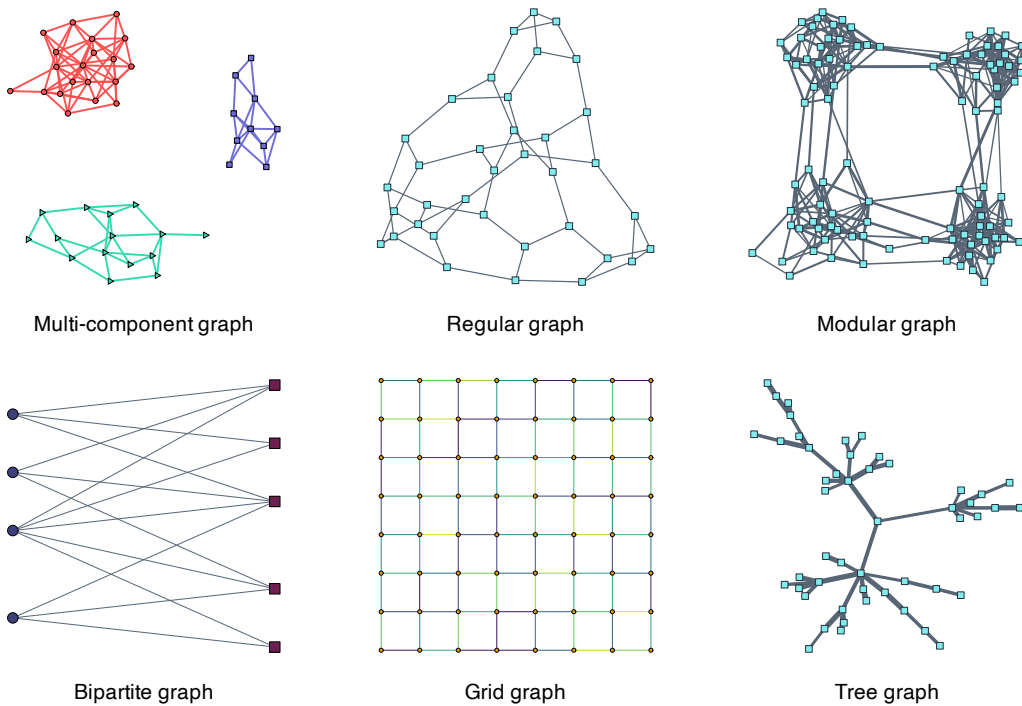 Multi-component graph
Regular graph
Modular graph
Bipartite graph
Grid graph
Tree graph